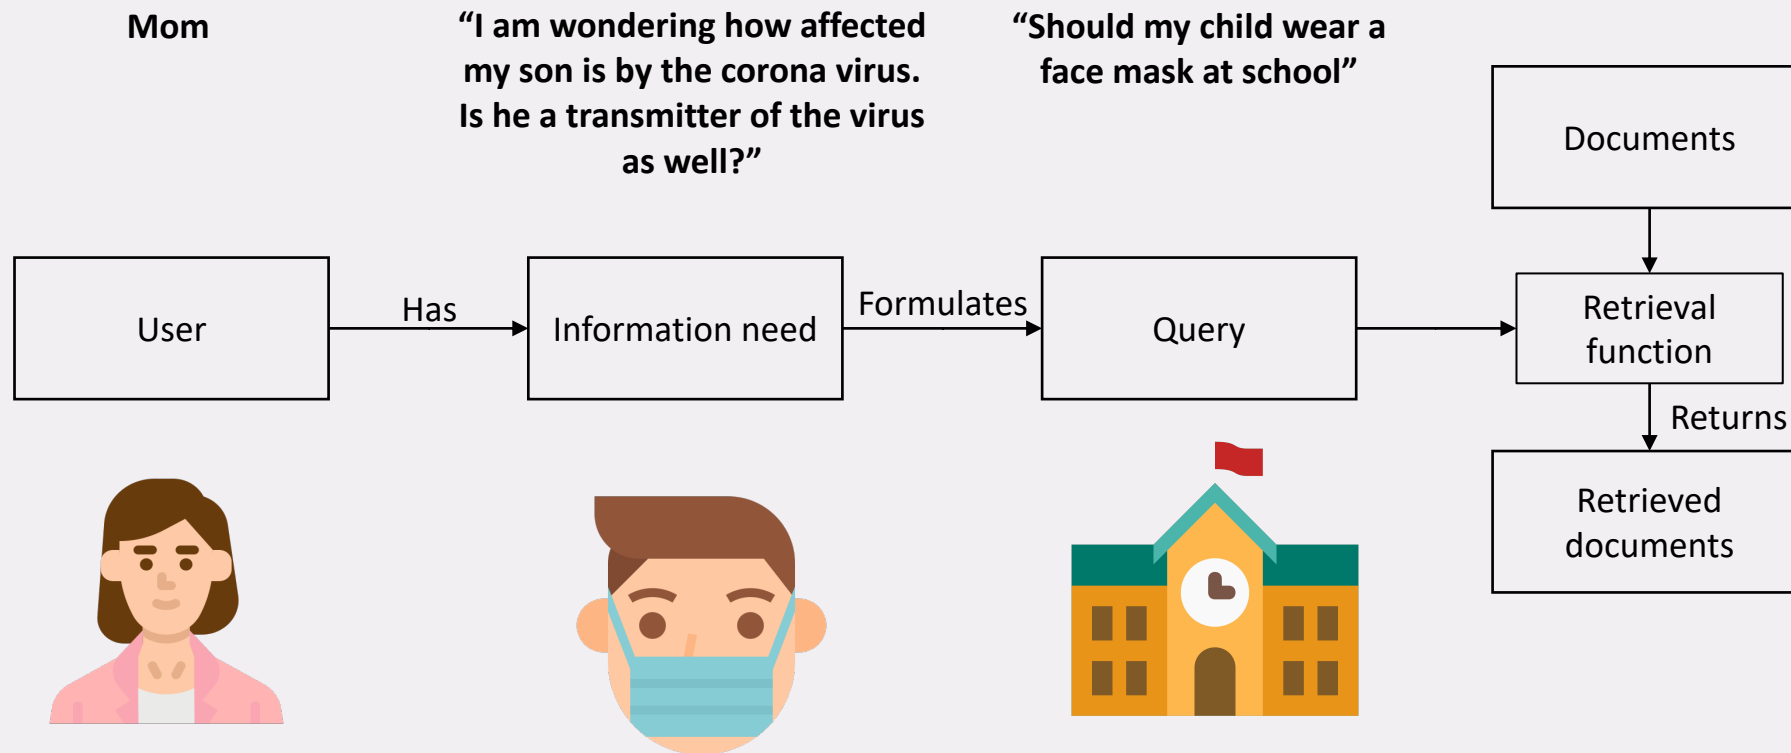 Mom
“I am wondering how affected
my son is by the corona virus.
Is he a transmitter of the virus
as well?”
“Should my child wear a
face mask at school”
Documents
User
Has
Information need
Formulates
Query
Retrieval
function
Returns
Retrieved
documents